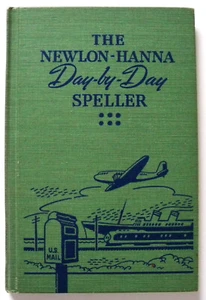 THE
NEWLON-HANNA
Day-by-Day
SPELLER
U.S.
MAIL